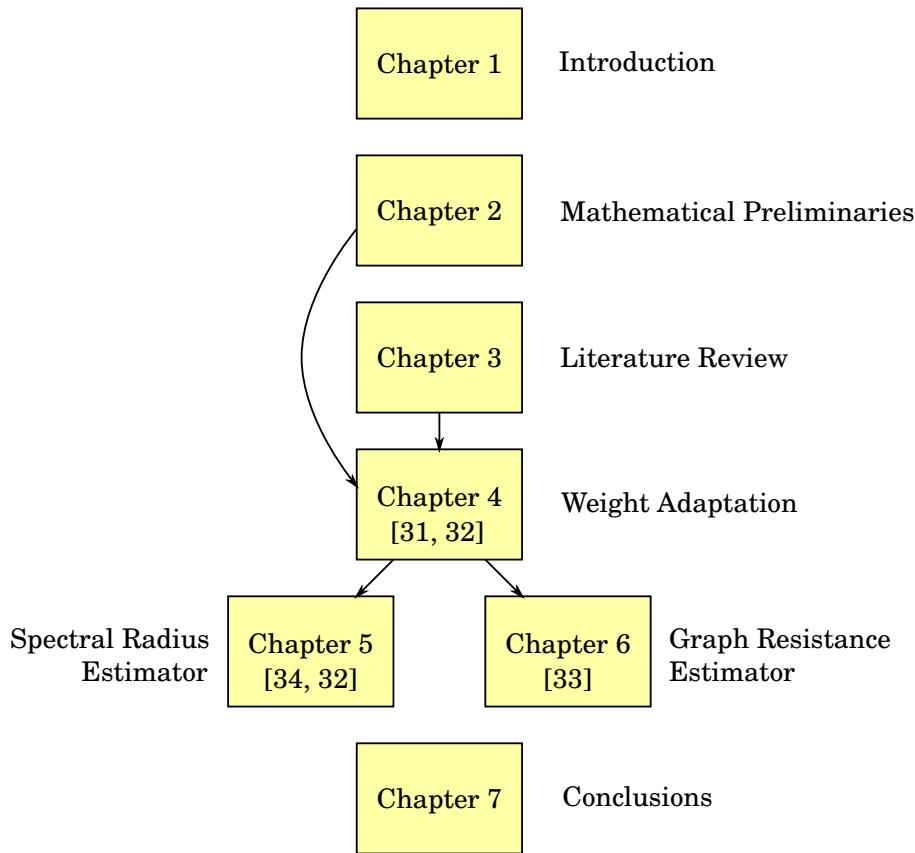 Chapter 1
Introduction
Chapter 2
Mathematical Preliminaries
Chapter 3
Literature Review
Chapter 4
[31, 32]
Weight Adaptation
Spectral Radius
Estimator
Chapter 5
[34, 32]
Chapter 6
[33]
Graph Resistance
Estimator
Chapter 7
Conclusions